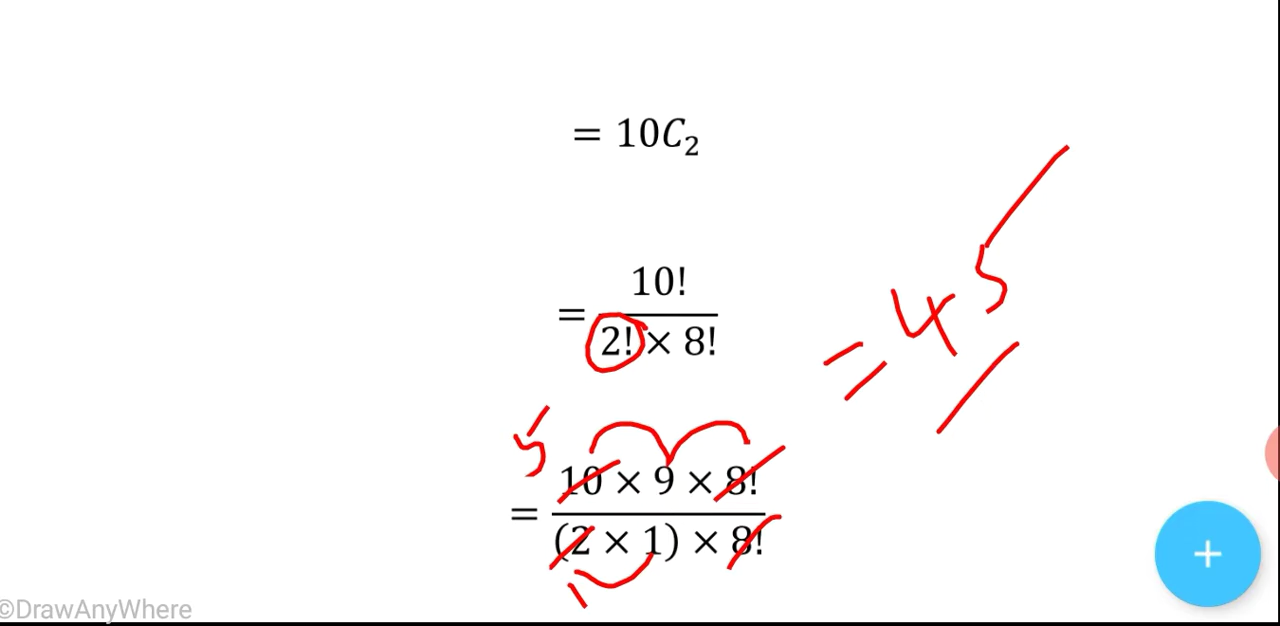 = 10C₂
= 10! / 2! × 8!
= 45
5
= 10 × 9 × 8! / (2 × 1) × 8!
1
+
©DrawAnyWhere